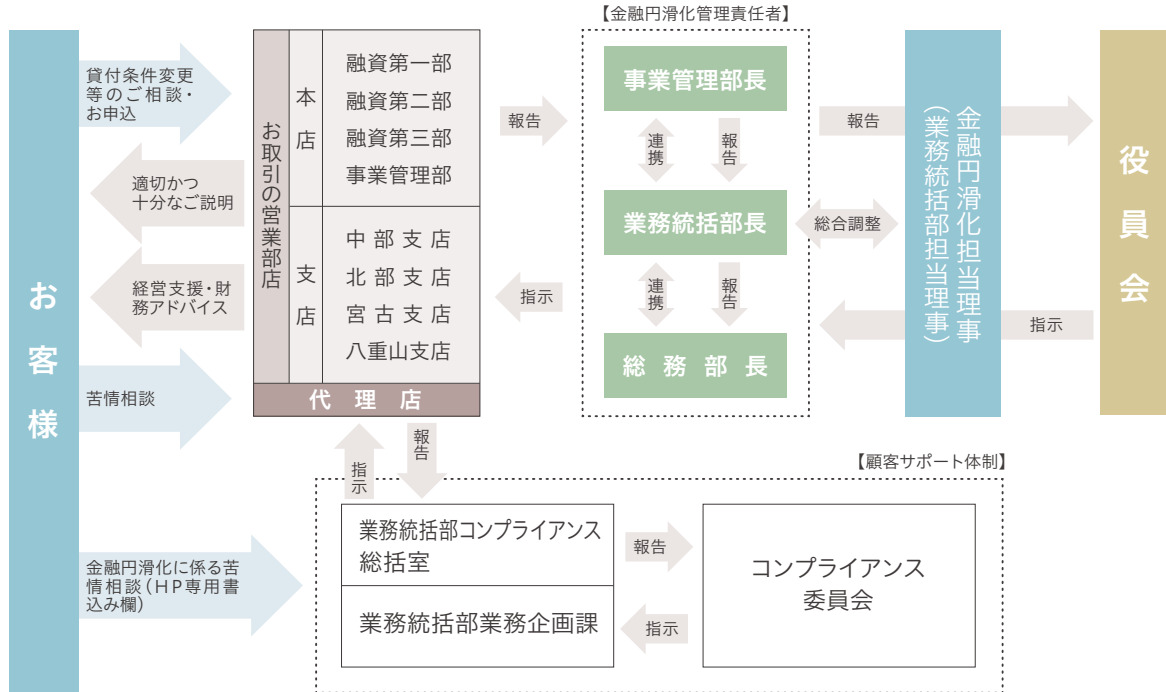 【金融円滑化管理責任者】
お客様
貸付条件変更
等のご相談・
お申込
適切かつ
十分なご説明
経営支援・財
務アドバイス
苦情相談
金融円滑化に係る苦
情相談(HP専用書
込み欄)
お取引の営業部店
本店
融資第一部
融資第二部
融資第三部
事業管理部
支店
中部支店
北部支店
宮古支店
八重山支店
代理店
報告
指示
事業管理部長
連携
報告
業務統括部長
連携
報告
総務部長
報告
総合調整
金融円滑化担当理事
(業務統括部担当理事)
指示
役員会
指示
報告
【顧客サポート体制】
業務統括部コンプライアンス
総括室
業務統括部業務企画課
報告
指示
コンプライアンス
委員会